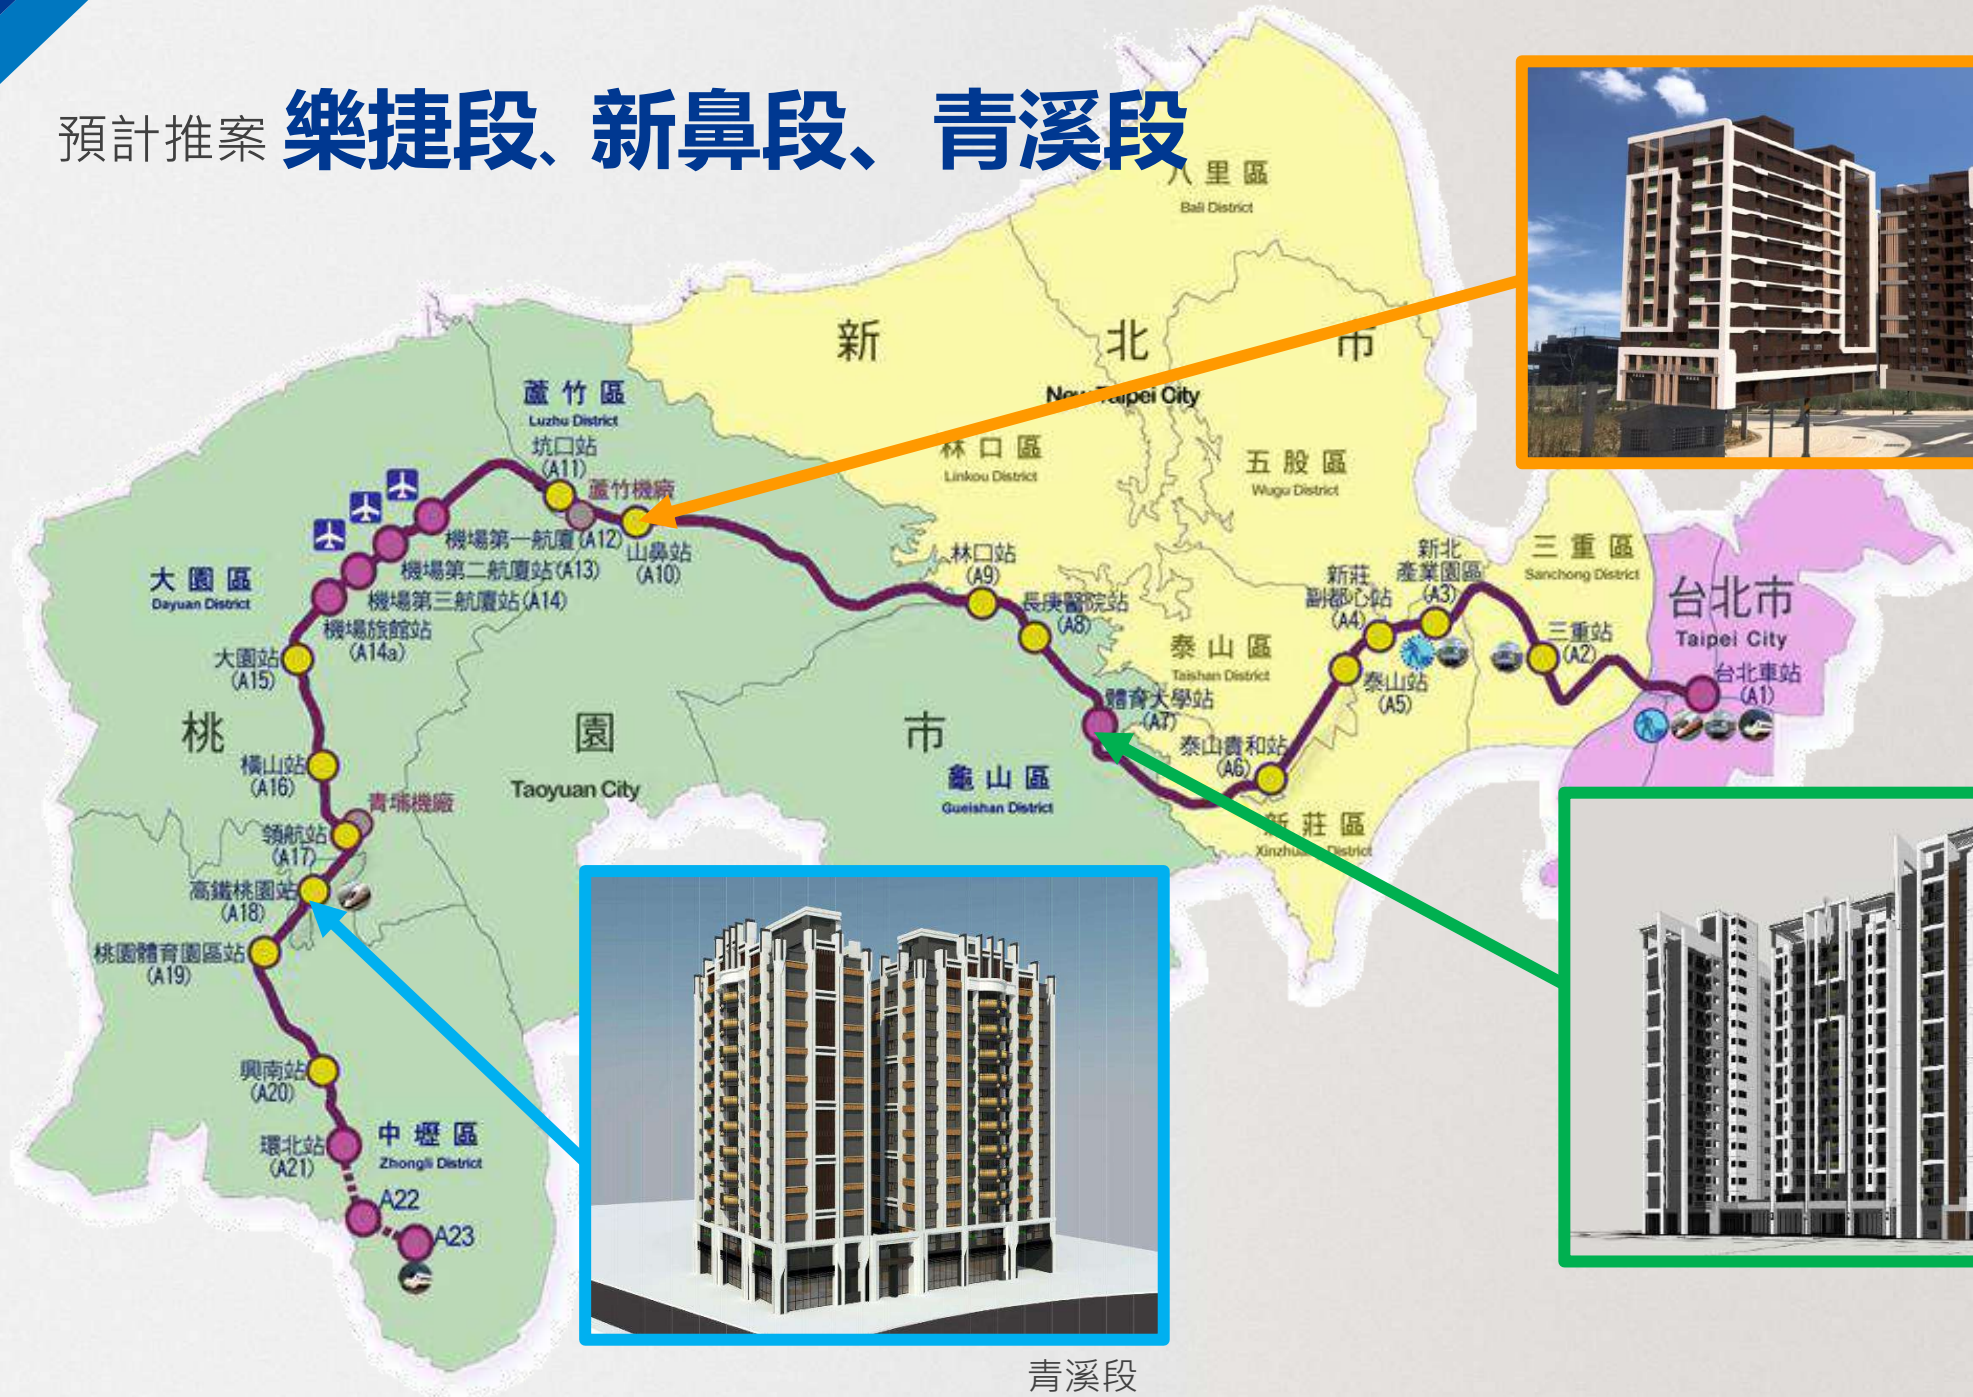 預計推案 樂捷段、新鼻段、青溪段
八里區
Bali District
新北市
New Taipei City
蘆竹區
Luzhu District
坑口站
(A11)
蘆竹機廠
林口區
Linkou District
五股區
Wugu District
機場第一航廈(A12)
山鼻站
(A10)
機場第二航廈站(A13)
機場第三航廈站(A14)
機場旅館站
(A14a)
大園區
Dayuan District
大園站
(A15)
林口站
(A9)
長庚醫院站
(A8)
新北
產業園區
(A3)
新莊
副都心站
(A4)
三重區
Sanchong District
三重站
(A2)
台北市
Taipei City
台北車站
(A1)
泰山區
Taishan District
泰山站
(A5)
體育大學站
(A7)
泰山貴和站
(A6)
桃園市
Taoyuan City
龜山區
Gueishan District
新莊區
Xinzhuang District
橫山站
(A16)
青埔機廠
領航站
(A17)
高鐵桃園站
(A18)
桃園體育園區站
(A19)
興南站
(A20)
環北站
(A21)
中壢區
Zhongli District
A22
A23
青溪段